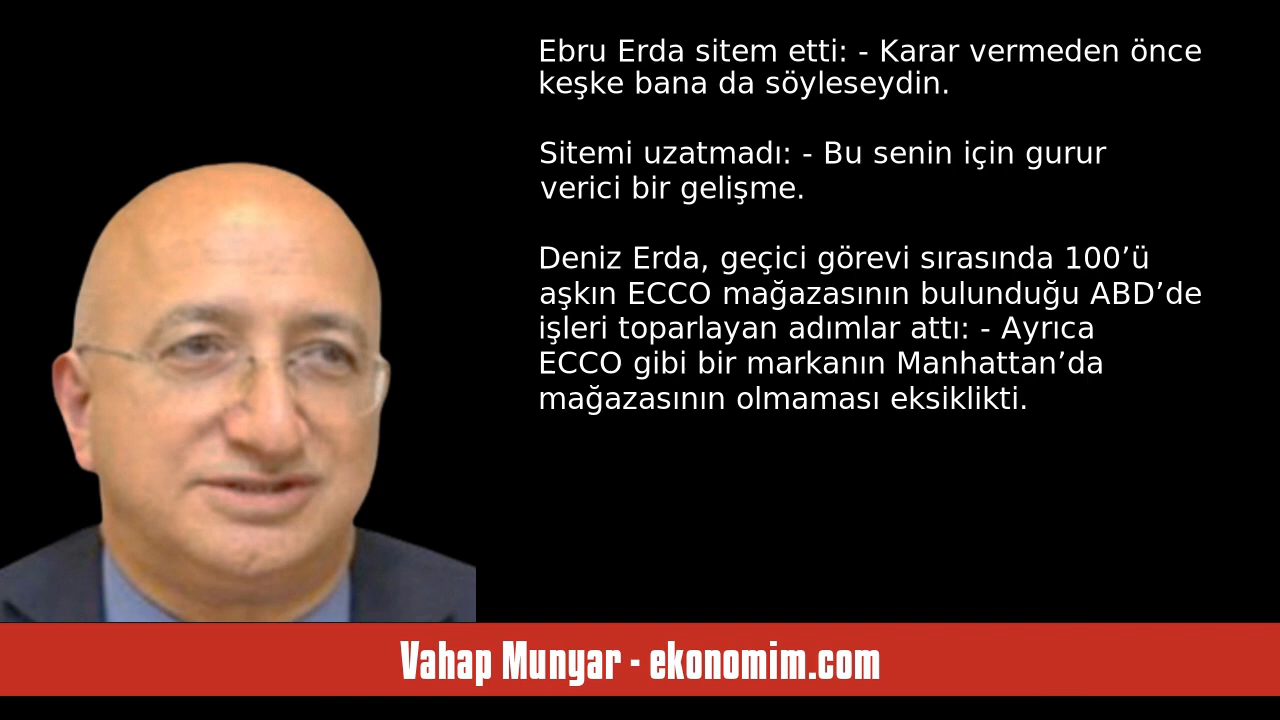 Ebru Erda sitem etti: - Karar vermeden önce
keşke bana da söyleseydin.
Sitemi uzatmadı: - Bu senin için gurur
verici bir gelişme.
Deniz Erda, geçici görevi sırasında 100’ü
aşkın ECCO mağazasının bulunduğu ABD’de
işleri toparlayan adımlar attı: - Ayrıca
ECCO gibi bir markanın Manhattan’da
mağazasının olmaması eksiklikti.
Vahap Munyar - ekonomim.com